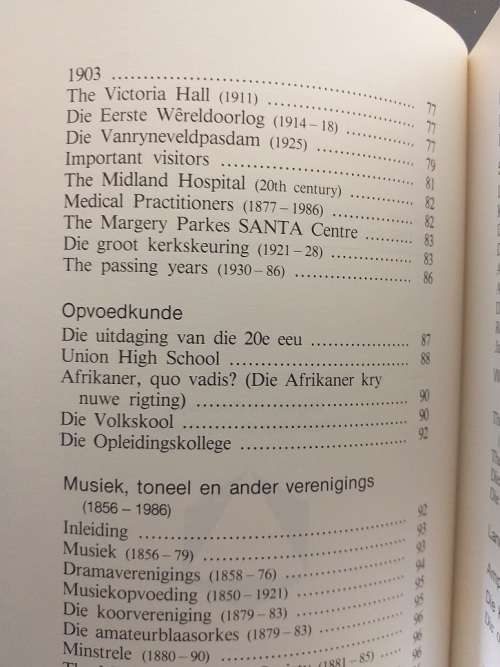 1903 ........ 77
The Victoria Hall (1911) ........ 77
Die Eerste Wêreldoorlog (1914–18) ........ 77
Die Vanryneveldpasdam (1925) ........ 79
Important visitors ........ 81
The Midland Hospital (20th century) ........ 82
Medical Practitioners (1877–1986) ........ 82
The Margery Parkes SANTA Centre ........ 83
Die groot kerkskeuring (1921–28) ........ 83
The passing years (1930–86) ........ 86
Opvoedkunde
Die uitdaging van die 20e eeu ........ 87
Union High School ........ 88
Afrikaner, quo vadis? (Die Afrikaner kry
nuwe rigting) ........ 90
Die Volkskool ........ 90
Die Opleidingskollege ........ 92
Musiek, toneel en ander verenigings
(1856–1986)
Inleiding ........ 92
Musiek (1856–79) ........ 93
Dramaverenigings (1858–76) ........ 93
Musiekopvoeding (1850–1921) ........ 94
Die koorvereniging (1879–83) ........ 95
Die amateurblaasorkes (1879–83) ........ 95
Minstrele (1880–90) ........ 96
(1881–85) ........ 96